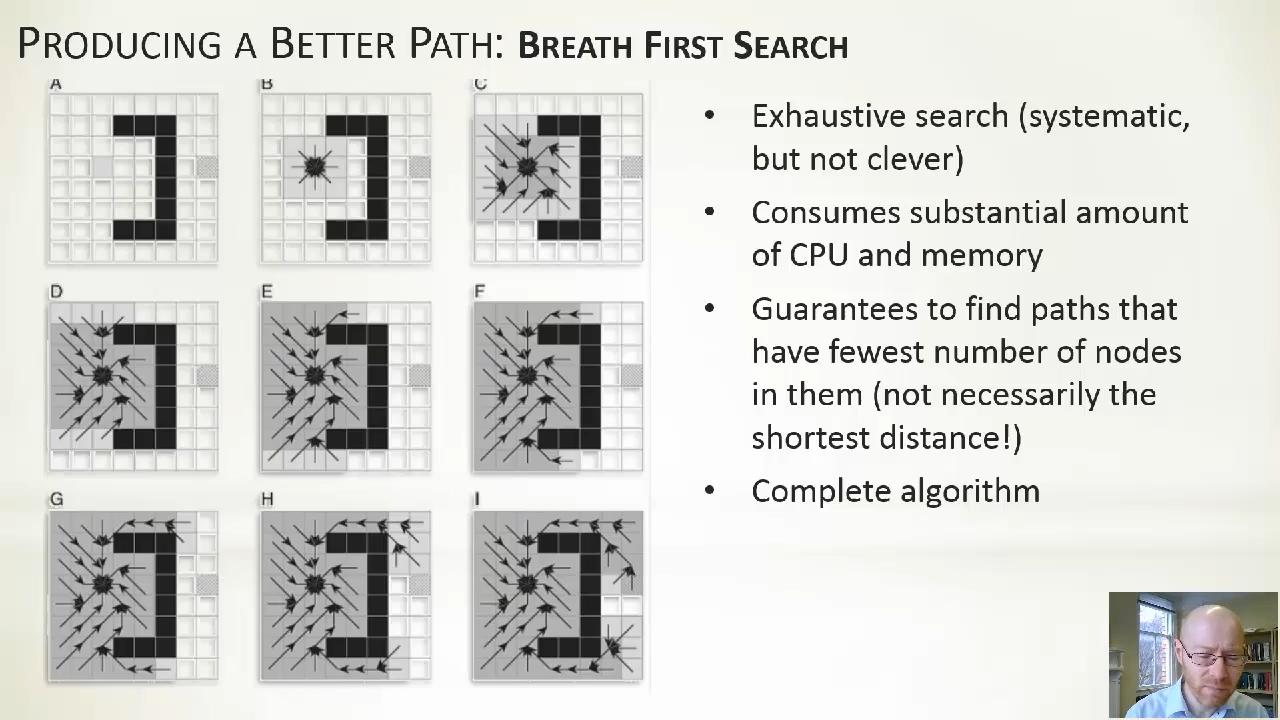 PRODUCING A BETTER PATH: BREATH FIRST SEARCH
A B C
D E F
G H I
• Exhaustive search (systematic,
but not clever)
• Consumes substantial amount
of CPU and memory
• Guarantees to find paths that
have fewest number of nodes
in them (not necessarily the
shortest distance!)
• Complete algorithm